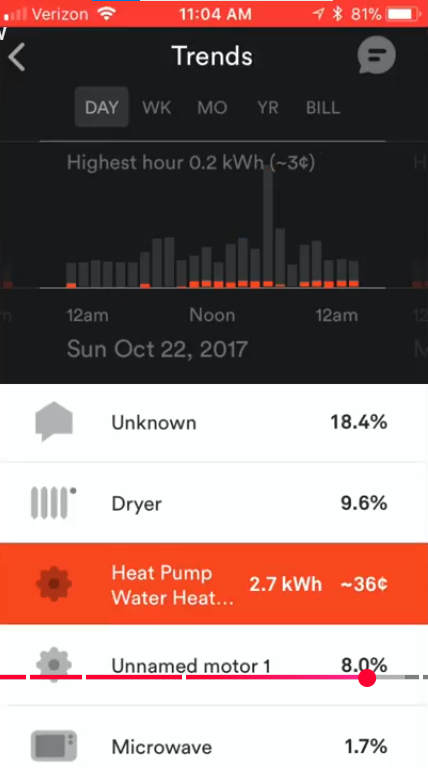 Verizon 11:04 AM 81%
Trends
DAY WK MO YR BILL
Highest hour 0.2 kWh (~3¢)
12am Noon 12am
Sun Oct 22, 2017
Unknown 18.4%
Dryer 9.6%
Heat Pump
Water Heat... 2.7 kWh ~36¢
Unnamed motor 1 8.0%
Microwave 1.7%